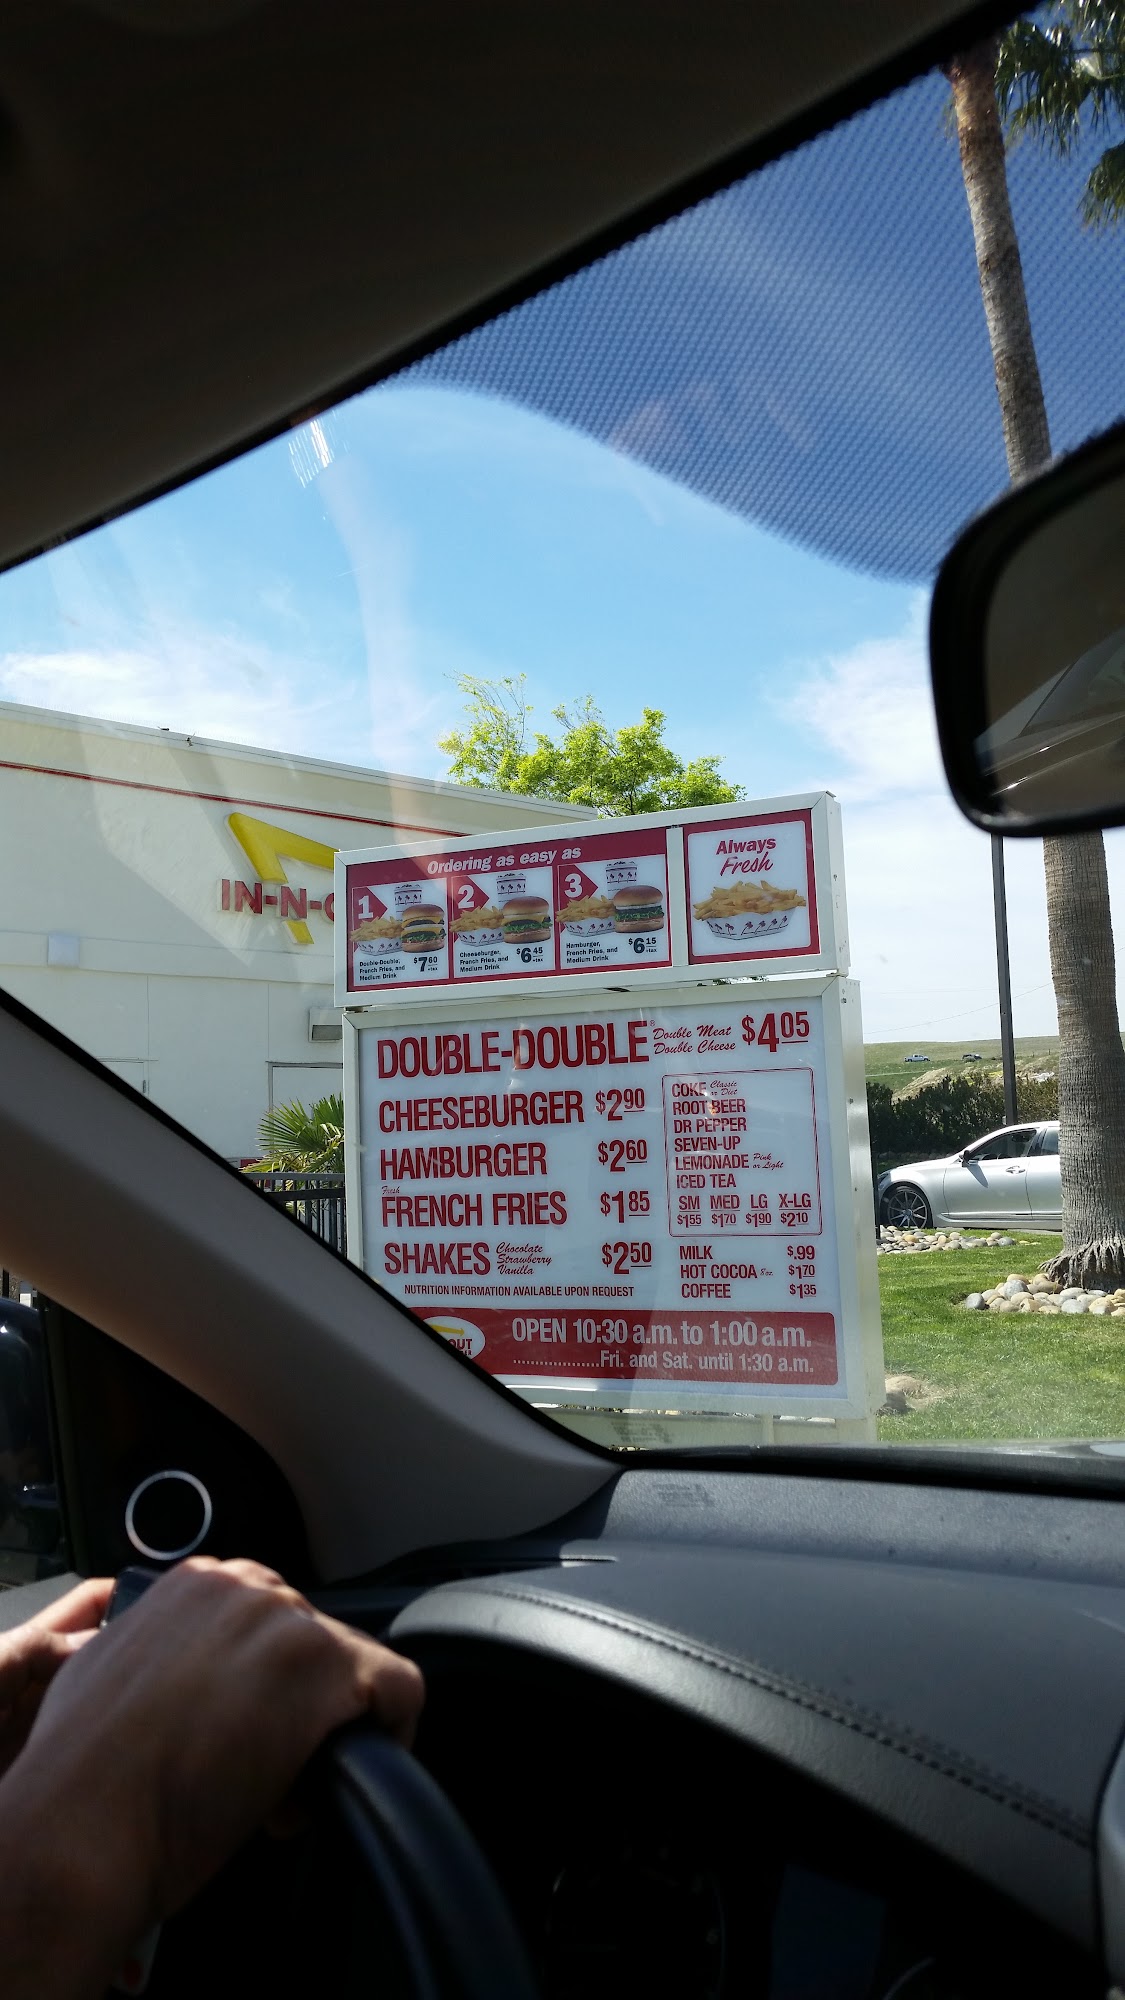 IN-N-
Ordering as easy as
1
Double-Double,
French Fries, and
Medium Drink
$7 60
+tax
2
Cheeseburger,
French Fries, and
Medium Drink
$6 45
+tax
3
Hamburger,
French Fries, and
Medium Drink
$6 15
+tax
Always
Fresh
DOUBLE-DOUBLE® Double Meat Double Cheese $4 05
CHEESEBURGER $2 90
HAMBURGER $2 60
Fresh
FRENCH FRIES $1 85
SHAKES Chocolate Strawberry Vanilla $2 50
NUTRITION INFORMATION AVAILABLE UPON REQUEST
COKE Classic or Diet
ROOT BEER
DR PEPPER
SEVEN-UP
LEMONADE Pink or Light
ICED TEA
SM MED LG X-LG
$1 55 $1 70 $1 90 $2 10
MILK $.99
HOT COCOA 8 oz. $1 70
COFFEE $1 35
OUT
OPEN 10:30 a.m. to 1:00 a.m.
....................Fri. and Sat. until 1:30 a.m.